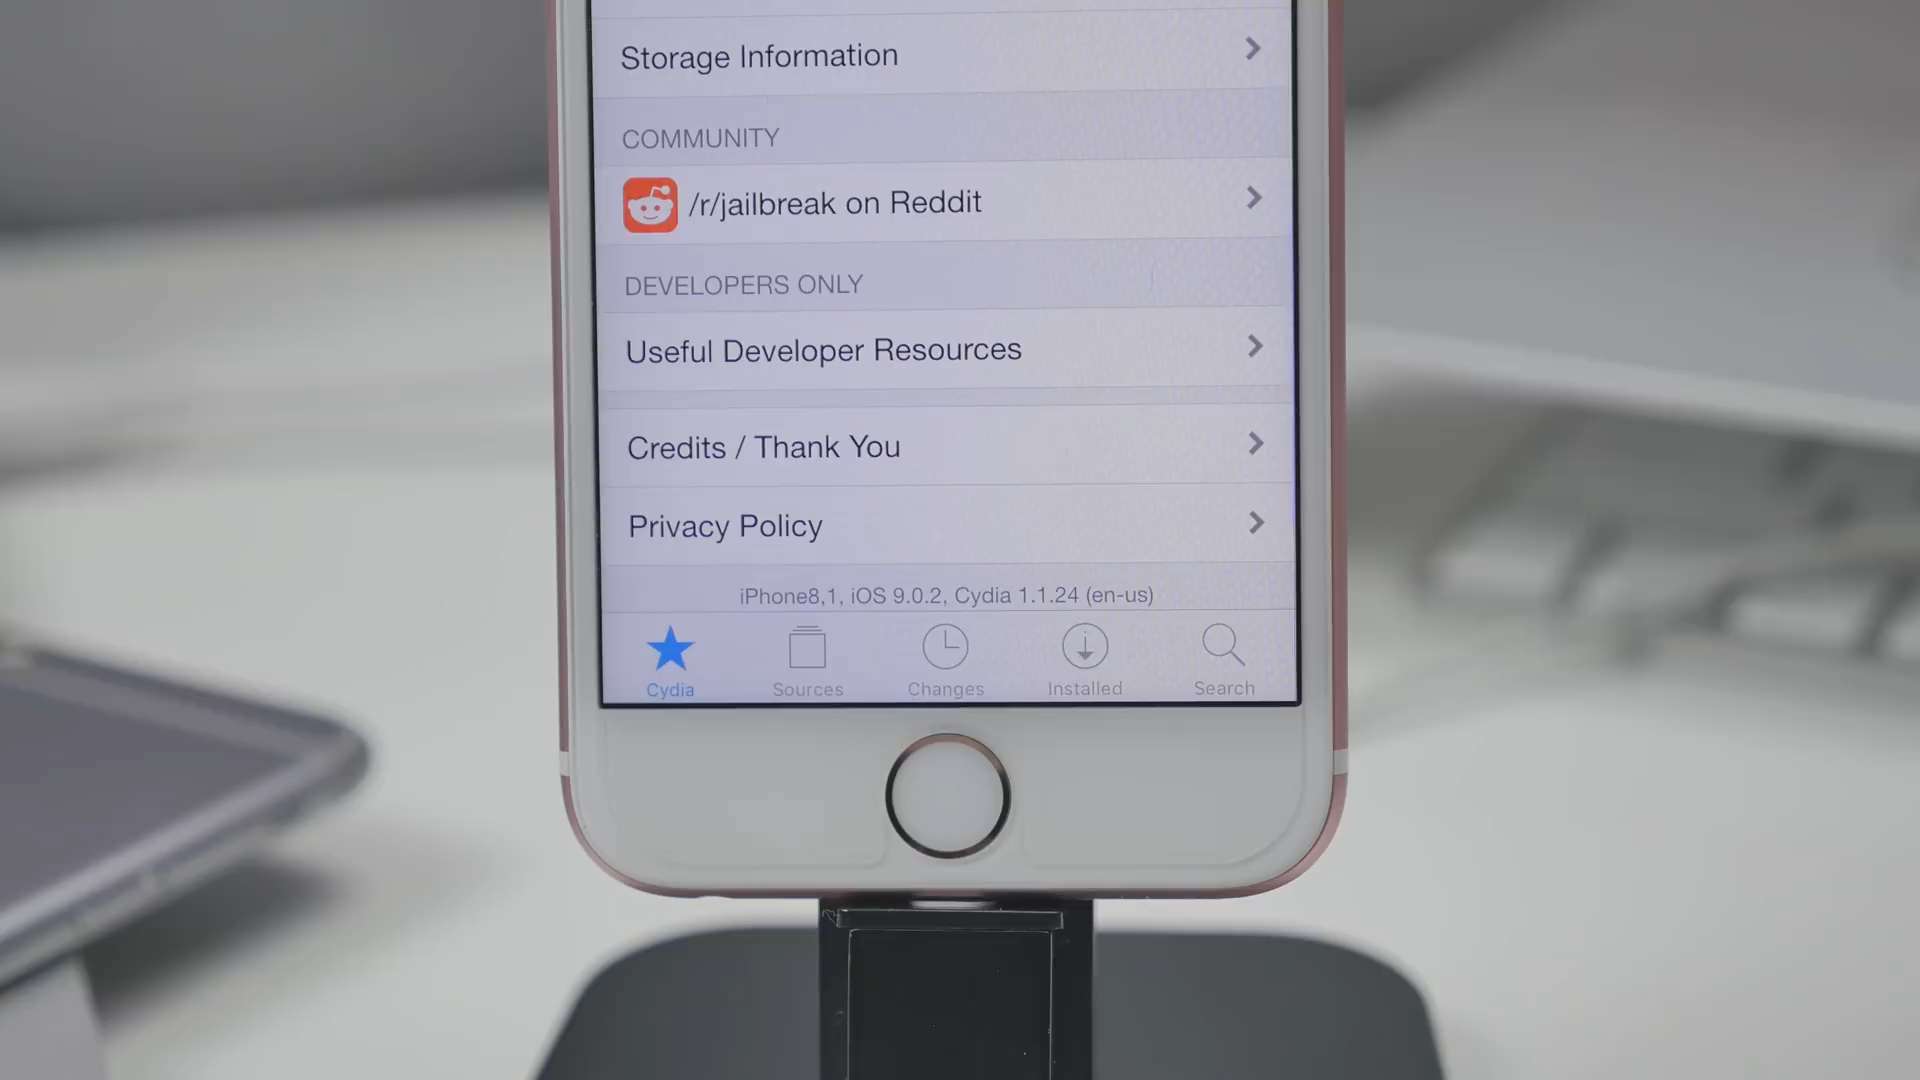 Storage Information
COMMUNITY
/r/jailbreak on Reddit
DEVELOPERS ONLY
Useful Developer Resources
Credits / Thank You
Privacy Policy
iPhone8,1, iOS 9.0.2, Cydia 1.1.24 (en-us)
Cydia Sources Changes Installed Search